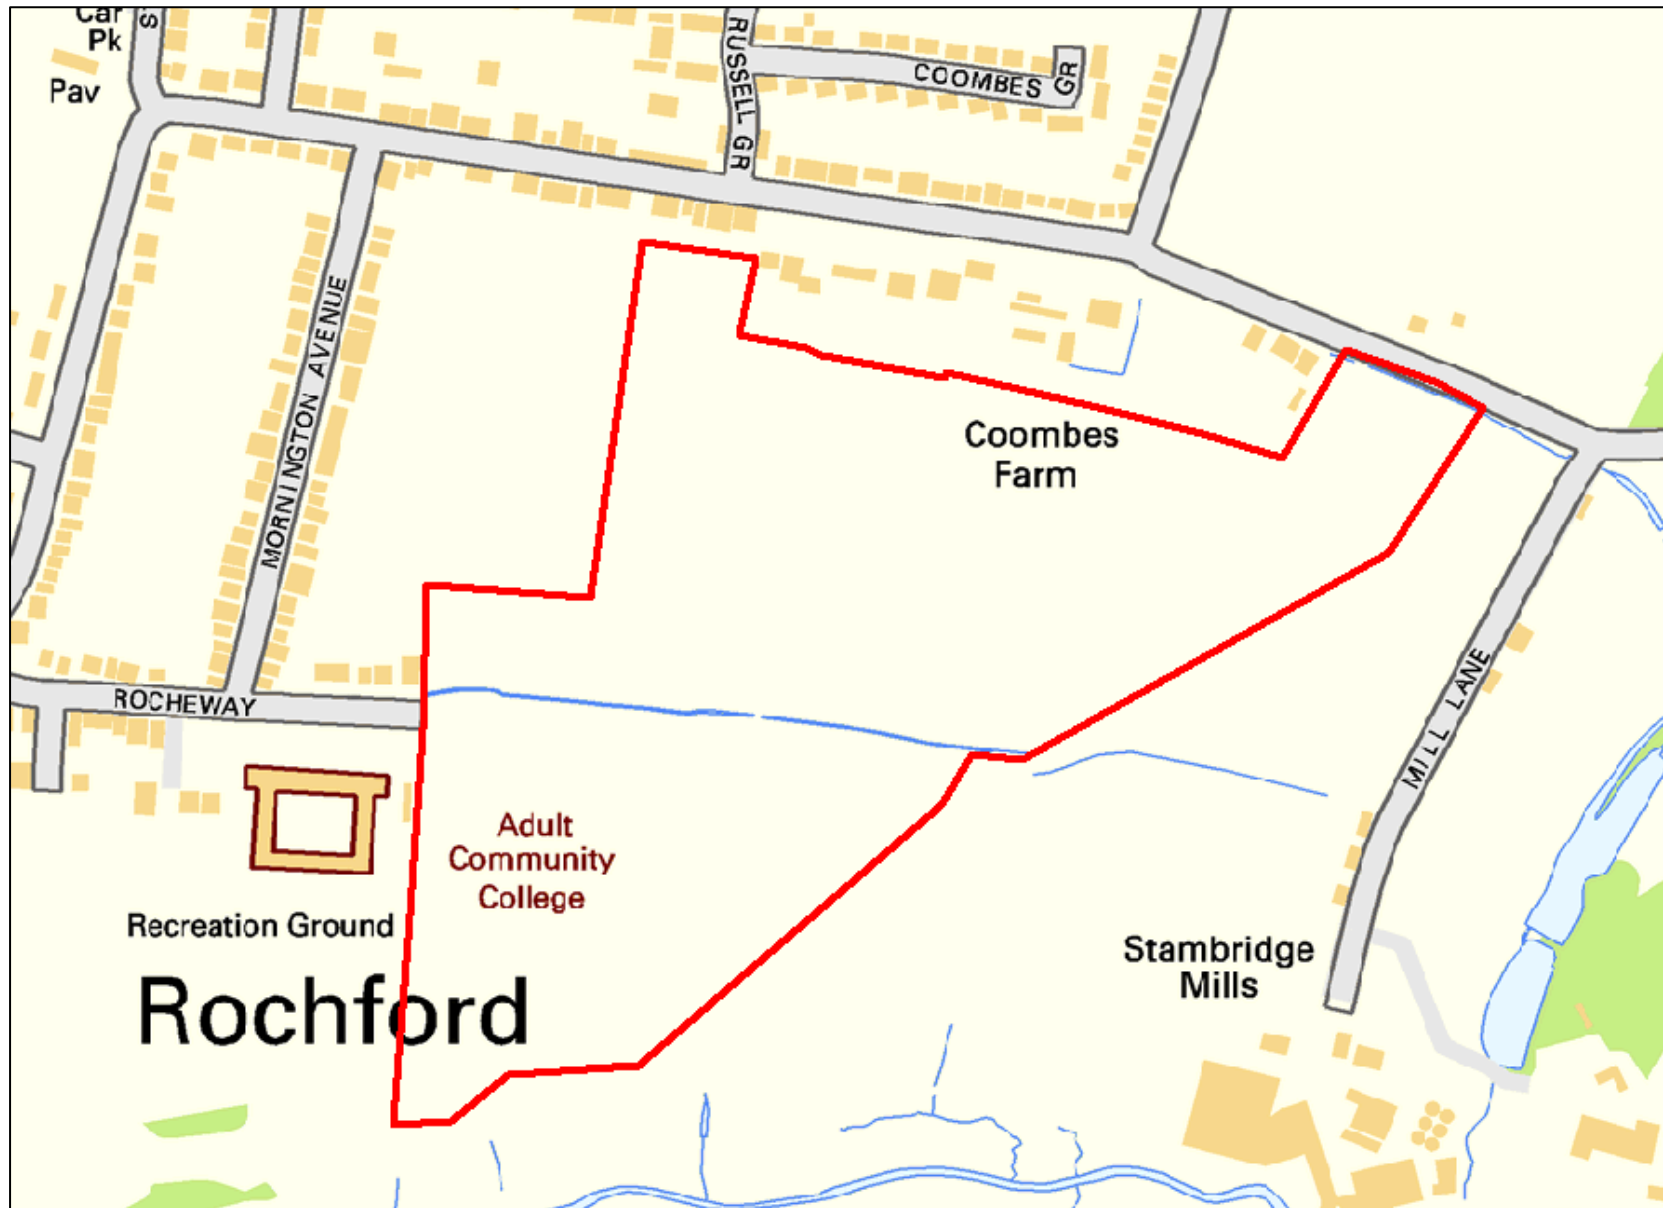 Car
Pk
S
Pav
RUSSELL GR
COOMBES GR
MORNINGTON AVENUE
Coombes
Farm
ROCHEWAY
MILL LANE
Adult
Community
College
Recreation Ground
Rochford
Stambridge
Mills